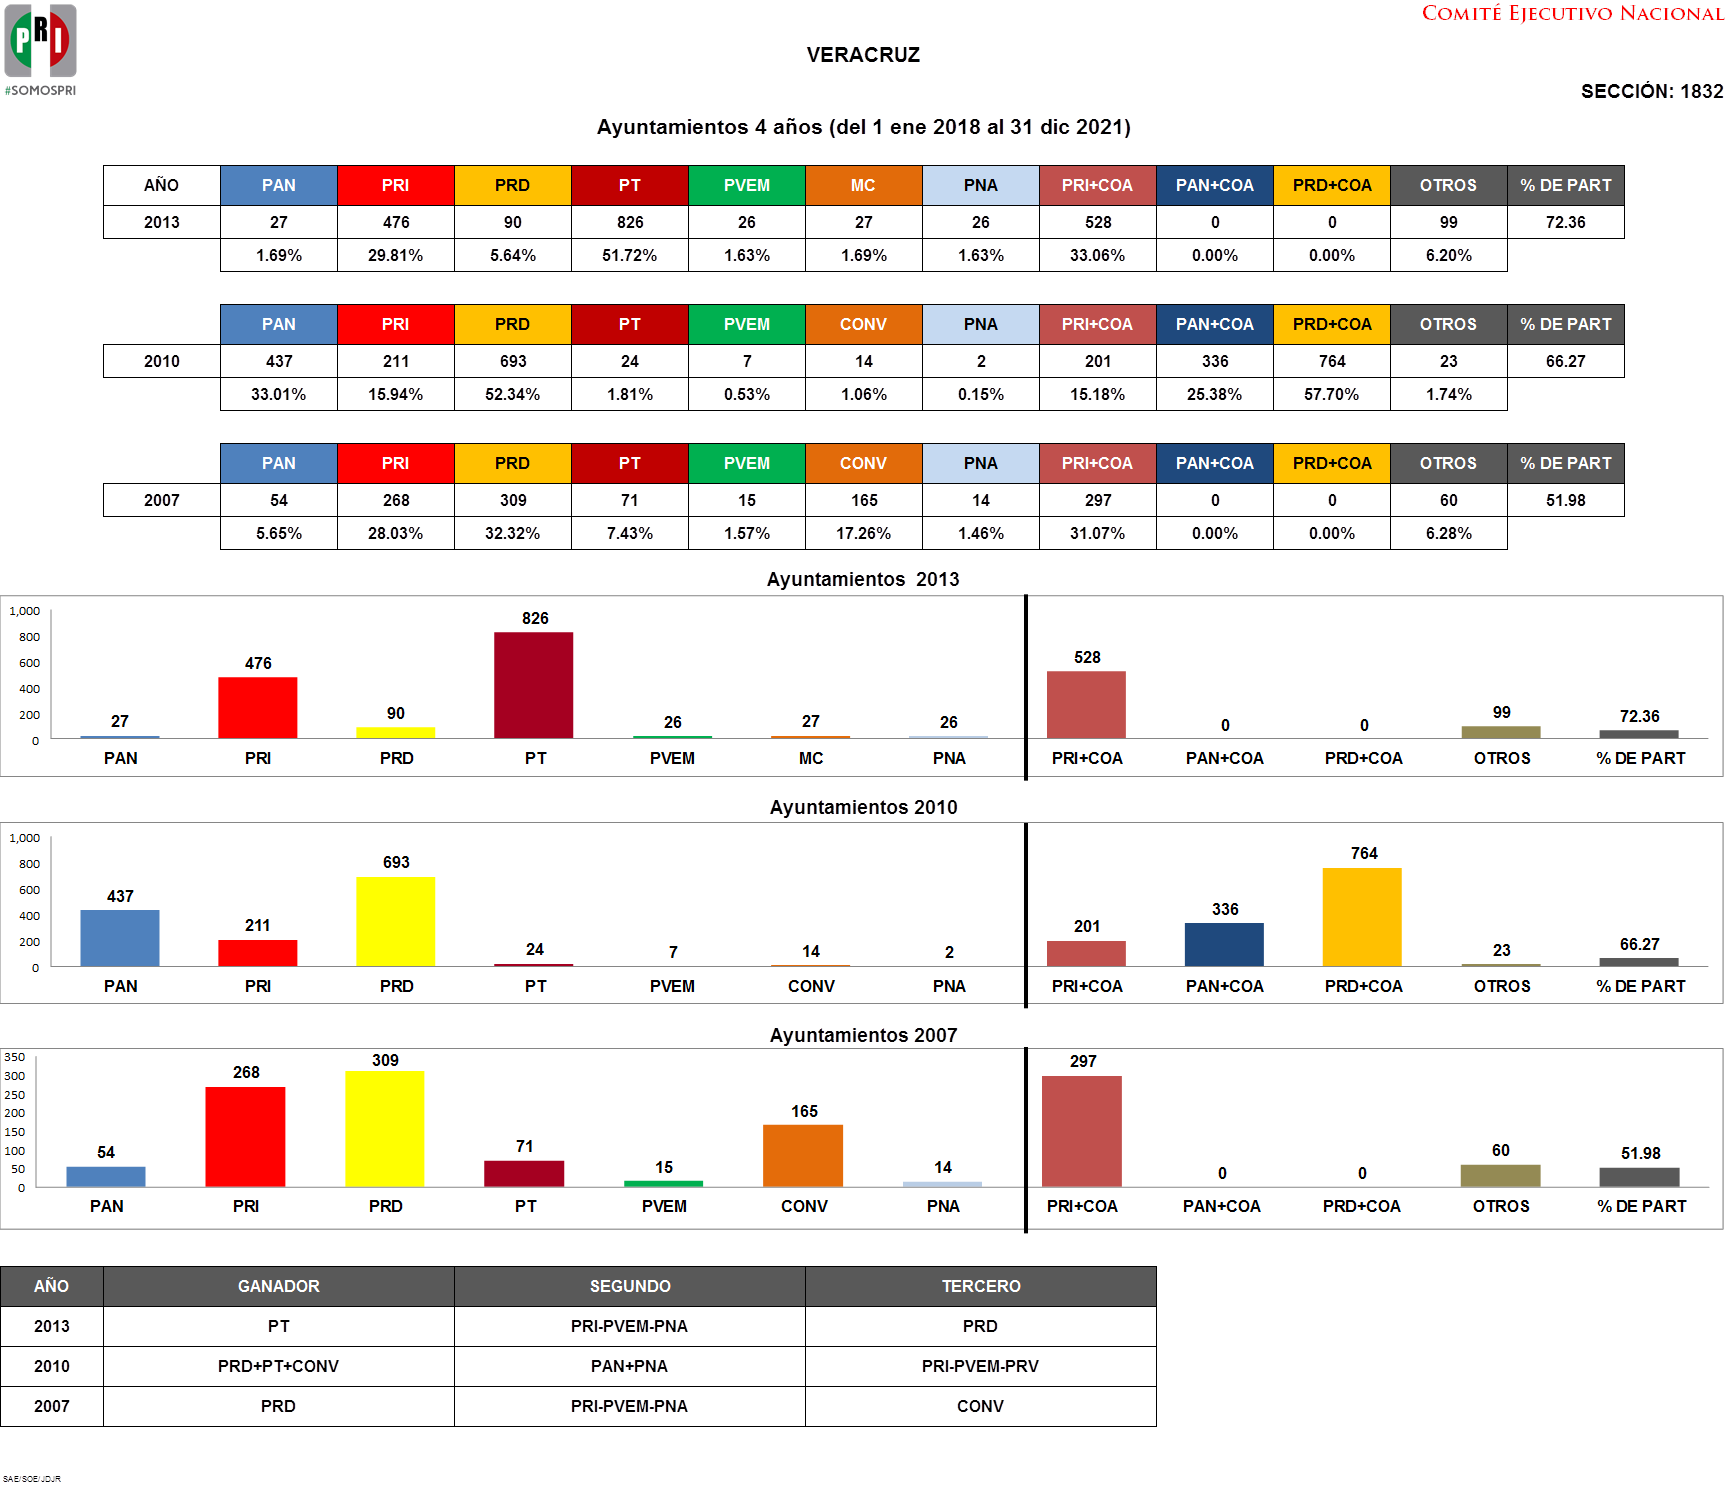 PRI
#SOMOSPRI
COMITÉ EJECUTIVO NACIONAL
VERACRUZ
SECCIÓN: 1832
Ayuntamientos 4 años (del 1 ene 2018 al 31 dic 2021)
AÑO PAN PRI PRD PT PVEM MC PNA PRI+COA PAN+COA PRD+COA OTROS % DE PART
2013 27 476 90 826 26 27 26 528 0 0 99 72.36
1.69% 29.81% 5.64% 51.72% 1.63% 1.69% 1.63% 33.06% 0.00% 0.00% 6.20%
PAN PRI PRD PT PVEM CONV PNA PRI+COA PAN+COA PRD+COA OTROS % DE PART
2010 437 211 693 24 7 14 2 201 336 764 23 66.27
33.01% 15.94% 52.34% 1.81% 0.53% 1.06% 0.15% 15.18% 25.38% 57.70% 1.74%
PAN PRI PRD PT PVEM CONV PNA PRI+COA PAN+COA PRD+COA OTROS % DE PART
2007 54 268 309 71 15 165 14 297 0 0 60 51.98
5.65% 28.03% 32.32% 7.43% 1.57% 17.26% 1.46% 31.07% 0.00% 0.00% 6.28%
Ayuntamientos 2013
1,000
800
600
400
200
0
27 476 90 826 26 27 26 528 0 0 99 72.36
PAN PRI PRD PT PVEM MC PNA PRI+COA PAN+COA PRD+COA OTROS % DE PART
Ayuntamientos 2010
1,000
800
600
400
200
0
437 211 693 24 7 14 2 201 336 764 23 66.27
PAN PRI PRD PT PVEM CONV PNA PRI+COA PAN+COA PRD+COA OTROS % DE PART
Ayuntamientos 2007
350
300
250
200
150
100
50
0
54 268 309 71 15 165 14 297 0 0 60 51.98
PAN PRI PRD PT PVEM CONV PNA PRI+COA PAN+COA PRD+COA OTROS % DE PART
AÑO GANADOR SEGUNDO TERCERO
2013 PT PRI-PVEM-PNA PRD
2010 PRD+PT+CONV PAN+PNA PRI-PVEM-PRV
2007 PRD PRI-PVEM-PNA CONV
SAE/SOE/JDJR